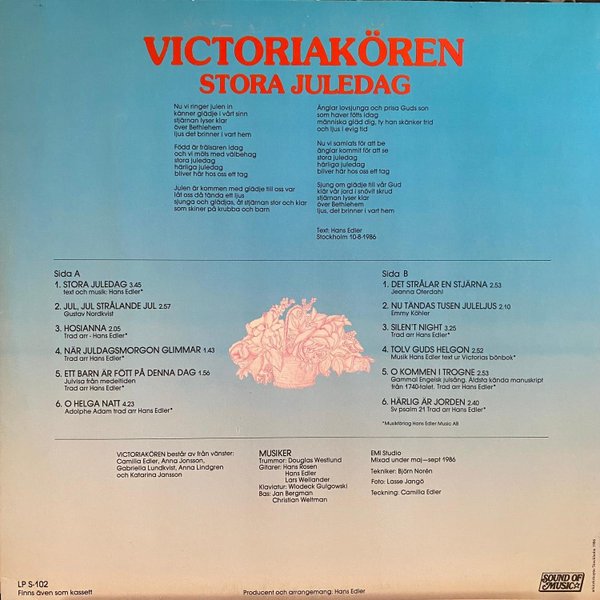 VICTORIAKÖREN
STORA JULEDAG
Nu vi ringer julen in
känner glädje i vårt sinn
stjärnan lyser klar
över Bethlehem
ljus det brinner i vart hem
Född är frälsaren idag
och vi möts med välbehag
stora juledag
härliga juledag
bliver här hos oss ett tag
Julen är kommen med glädje till oss var
låt oss då tända ett ljus
sjunga och glädjas, åt stjärnan stor och klar
som skiner på krubba och barn
Änglar lovsjunga och prisa Guds son
som haver fötts idag
människa gläd dig, ty han skänker frid
och ljus i evig tid
Nu vi samlats för att be
änglar kommit för att se
stora juledag
härliga juledag
bliver här hos oss ett tag
Sjung om glädje till vår Gud
klär vår jord i snövit skrud
stjärnan lyser klar
över Bethlehem
ljus, det brinner i vart hem
Text: Hans Edler
Stockholm 10-8-1986
Sida A
1. STORA JULEDAG 3.45
text och musik: Hans Edler*
2. JUL, JUL STRÅLANDE JUL 2.57
Gustav Nordkvist
3. HOSIANNA 2.05
Trad arr - Hans Edler*
4. NÄR JULDAGSMORGON GLIMMAR 1.43
Trad arr Hans Edler*
5. ETT BARN ÄR FÖTT PÅ DENNA DAG 1.56
Julvisa från medeltiden
Trad arr Hans Edler*
6. O HELGA NATT 4.23
Adolphe Adam trad arr Hans Edler*
Sida B
1. DET STRÅLAR EN STJÄRNA 2.53
Jeanna Oterdahl
2. NU TÄNDAS TUSEN JULELJUS 2.10
Emmy Köhler
3. SILEN'T NIGHT 3.25
Trad arr Hans Edler*
4. TOLV GUDS HELGON 2.52
Musik Hans Edler text ur Victorias bönbok*
5. O KOMMEN I TROGNE 2.53
Gammal Engelsk julsång. Äldsta kända manuskript
från 1740-talet. Trad arr Hans Edler*
6. HÄRLIG ÄR JORDEN 2.40
Sv psalm 21 Trad arr Hans Edler*
*Musikförlag Hans Edler Music AB
VICTORIAKÖREN består av från vänster:
Camilla Edler, Anna Jonsson,
Gabriella Lundkvist, Anna Lindgren
och Katarina Jansson
MUSIKER
Trummor: Douglas Westlund
Gitarer: Hans Rosén
Hans Edler
Lars Wellander
Klaviatur: Wlodeck Gulgowski
Bas: Jan Bergman
Christian Weltman
EMI Studio
Mixad under maj—sept 1986
Tekniker: Björn Norén
Foto: Lasse Jangö
Teckning: Camilla Edler
LP S-102
Finns även som kassett
Producent och arrangemang: Hans Edler
SOUND OF
MUSIC